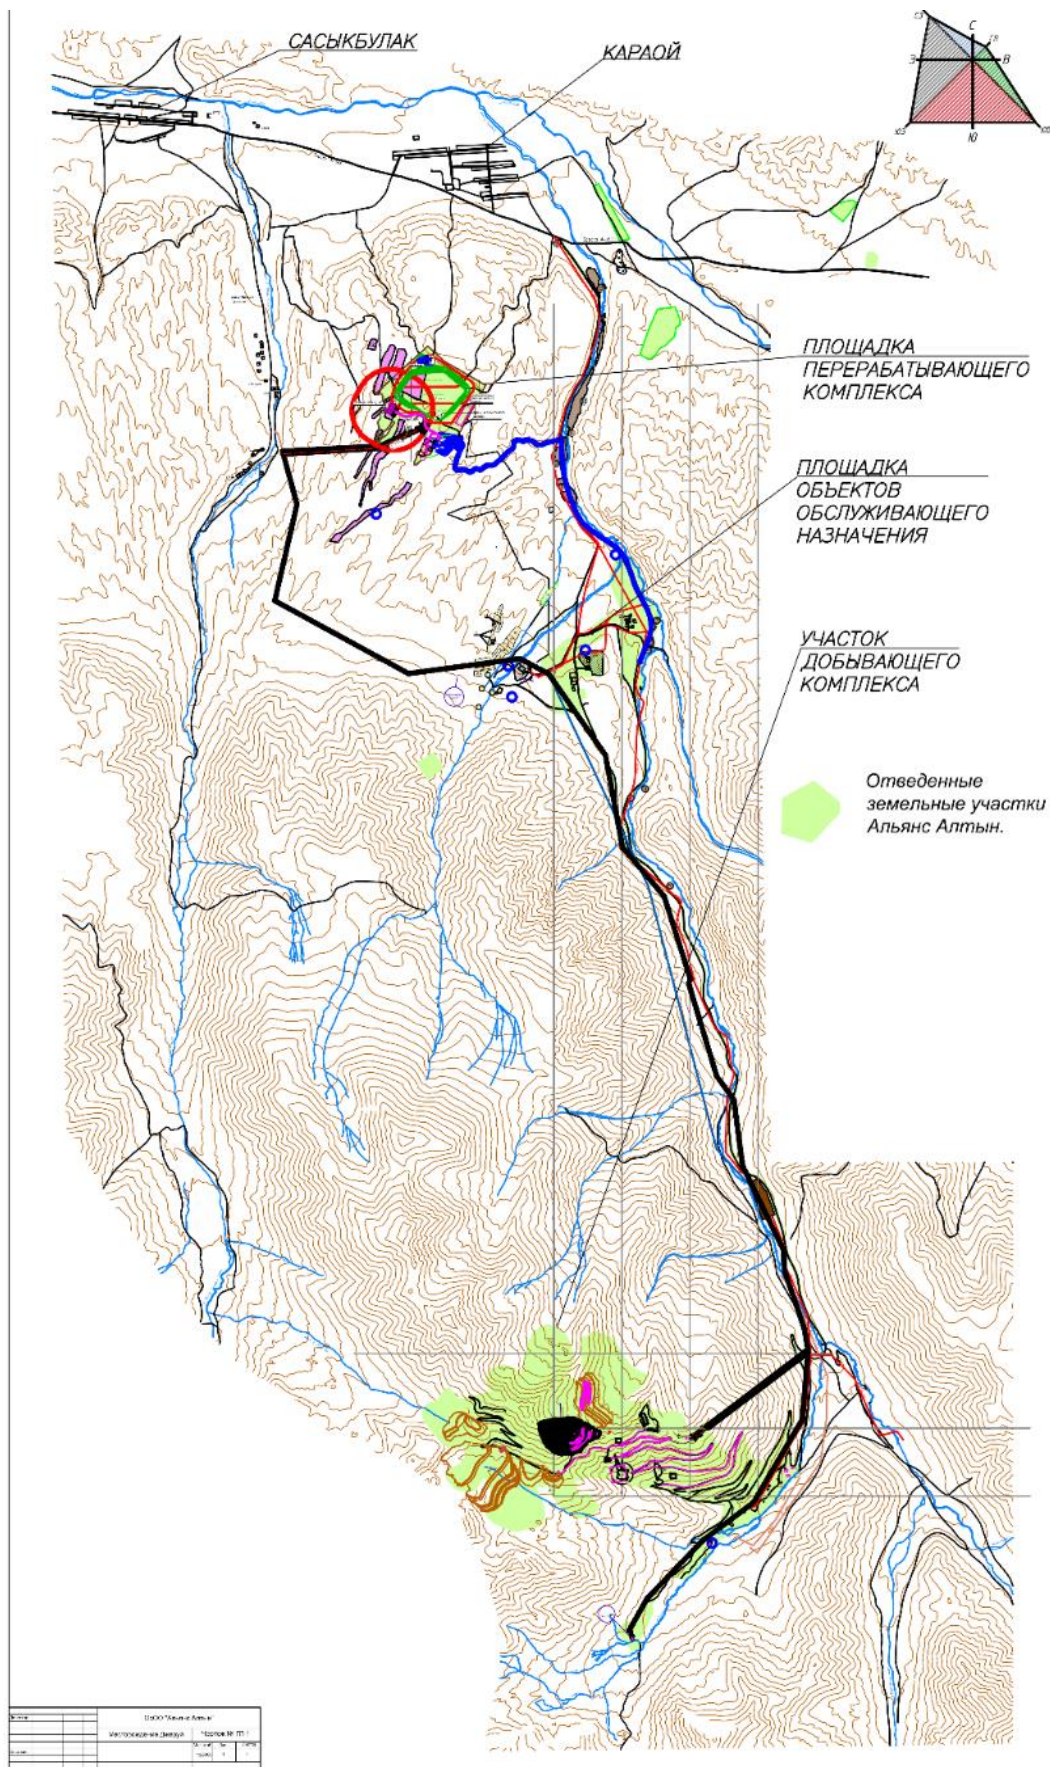 САСЫКБУЛАК
КАРАОЙ
С
З
В
Ю
ПЛОЩАДКА
ПЕРЕРАБАТЫВАЮЩЕГО
КОМПЛЕКСА
ПЛОЩАДКА
ОБЪЕКТОВ
ОБСЛУЖИВАЮЩЕГО
НАЗНАЧЕНИЯ
УЧАСТОК
ДОБЫВАЮЩЕГО
КОМПЛЕКСА
Отведенные
земельные участки
Альянс Алтын.